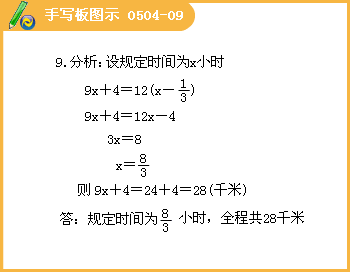 手写板图示 0504-09
9.分析:设规定时间为x小时
9x+4=12(x-1/3)
9x+4=12x-4
3x=8
x=8/3
则 9x+4=24+4=28(千米)
答:规定时间为8/3 小时,全程共28千米